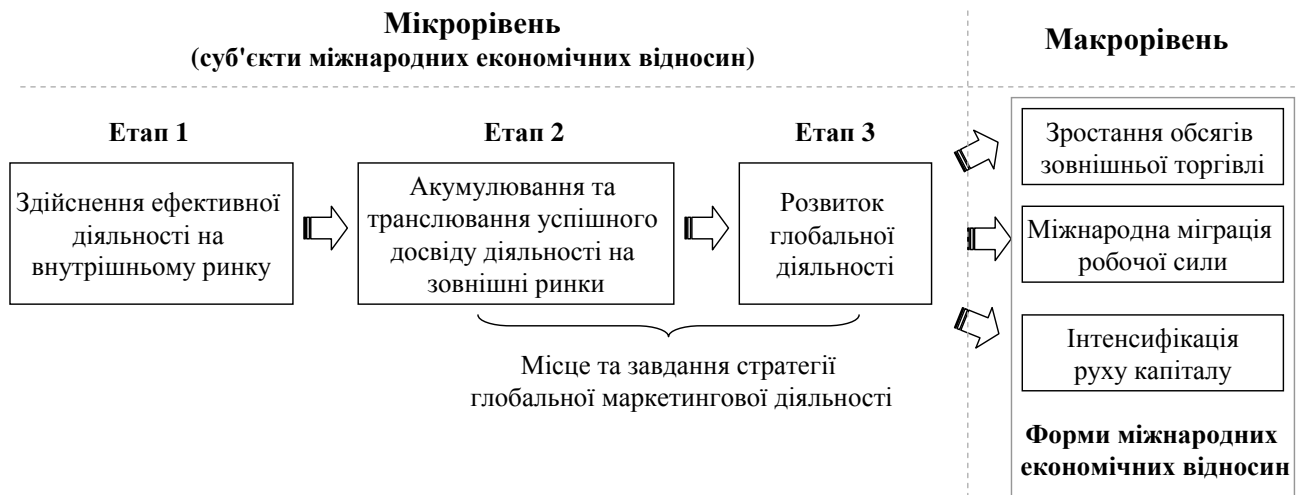 Мікрорівень
(суб'єкти міжнародних економічних відносин)
Макрорівень
Етап 1
Здійснення ефективної
діяльності на
внутрішньому ринку
Етап 2
Акумулювання та
транслювання успішного
досвіду діяльності на
зовнішні ринки
Етап 3
Розвиток
глобальної
діяльності
Місце та завдання стратегії
глобальної маркетингової діяльності
Зростання обсягів
зовнішньої торгівлі
Міжнародна міграція
робочої сили
Інтенсифікація
руху капіталу
Форми міжнародних
економічних відносин